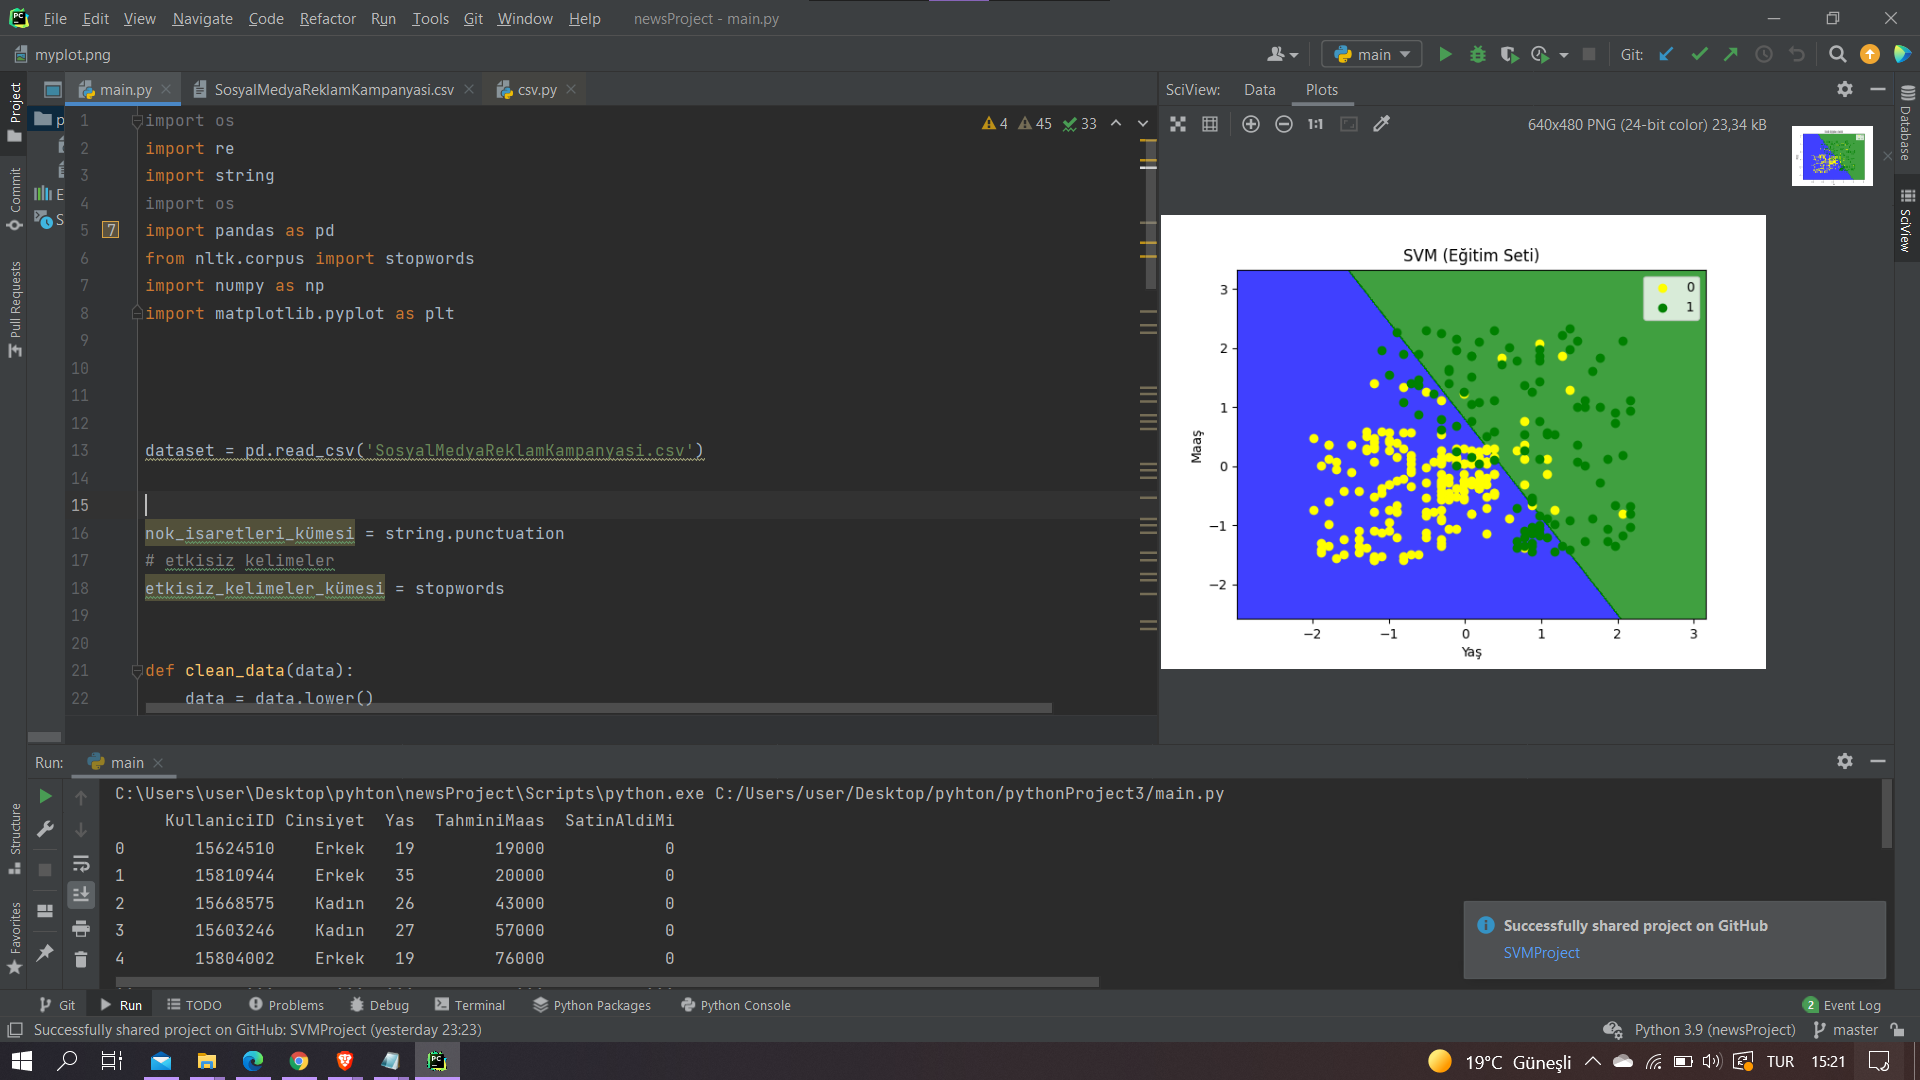 File Edit View Navigate Code Refactor Run Tools Git Window Help newsProject - main.py
myplot.png
main
Git:
Project
Commit
Pull Requests
Structure
Favorites
main.py
SosyalMedyaReklamKampanyasi.csv
csv.py
4 45 33
1 import os
2 import re
3 import string
4 import os
5 import pandas as pd
6 from nltk.corpus import stopwords
7 import numpy as np
8 import matplotlib.pyplot as plt
9
10
11
12
13 dataset = pd.read_csv('SosyalMedyaReklamKampanyasi.csv')
14
15
16 nok_isaretleri_kümesi = string.punctuation
17 # etkisiz kelimeler
18 etkisiz_kelimeler_kümesi = stopwords
19
20
21 def clean_data(data):
22 data = data.lower()
SciView: Data Plots
1:1
640x480 PNG (24-bit color) 23,34 kB
Database
SciView
SVM (Eğitim Seti)
0
1
3
2
1
0
−1
−2
Maaş
−2 −1 0 1 2 3
Yaş
Run: main
C:\Users\user\Desktop\pyhton\newsProject\Scripts\python.exe C:/Users/user/Desktop/pyhton/pythonProject3/main.py
KullaniciID Cinsiyet Yas TahminiMaas SatinAldiMi
0 15624510 Erkek 19 19000 0
1 15810944 Erkek 35 20000 0
2 15668575 Kadın 26 43000 0
3 15603246 Kadın 27 57000 0
4 15804002 Erkek 19 76000 0
Successfully shared project on GitHub
SVMProject
Git Run TODO Problems Debug Terminal Python Packages Python Console
2 Event Log
Successfully shared project on GitHub: SVMProject (yesterday 23:23)
Python 3.9 (newsProject) master
19°C Güneşli
TUR 15:21